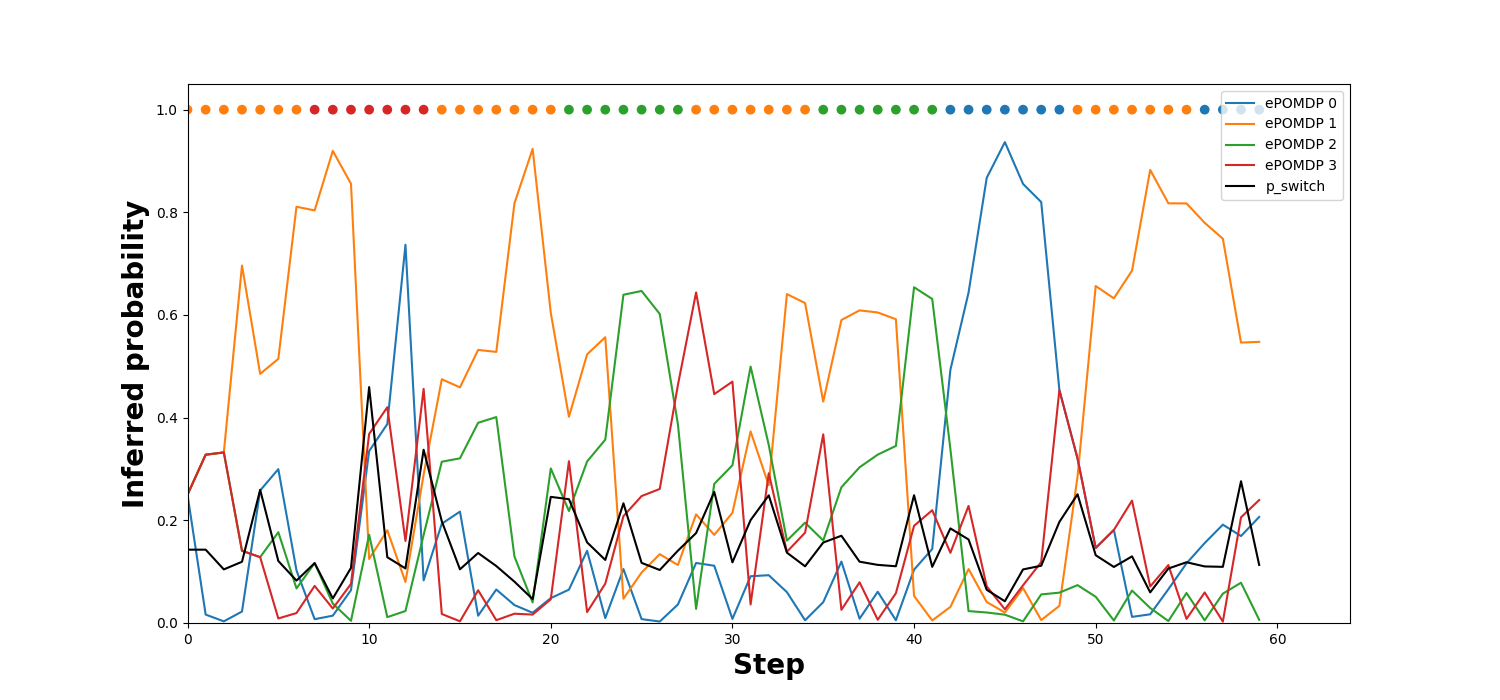 1.0
0.8
0.6
0.4
0.2
0.0
Inferred probability
0 10 20 30 40 50 60
Step
ePOMDP 0
ePOMDP 1
ePOMDP 2
ePOMDP 3
p_switch